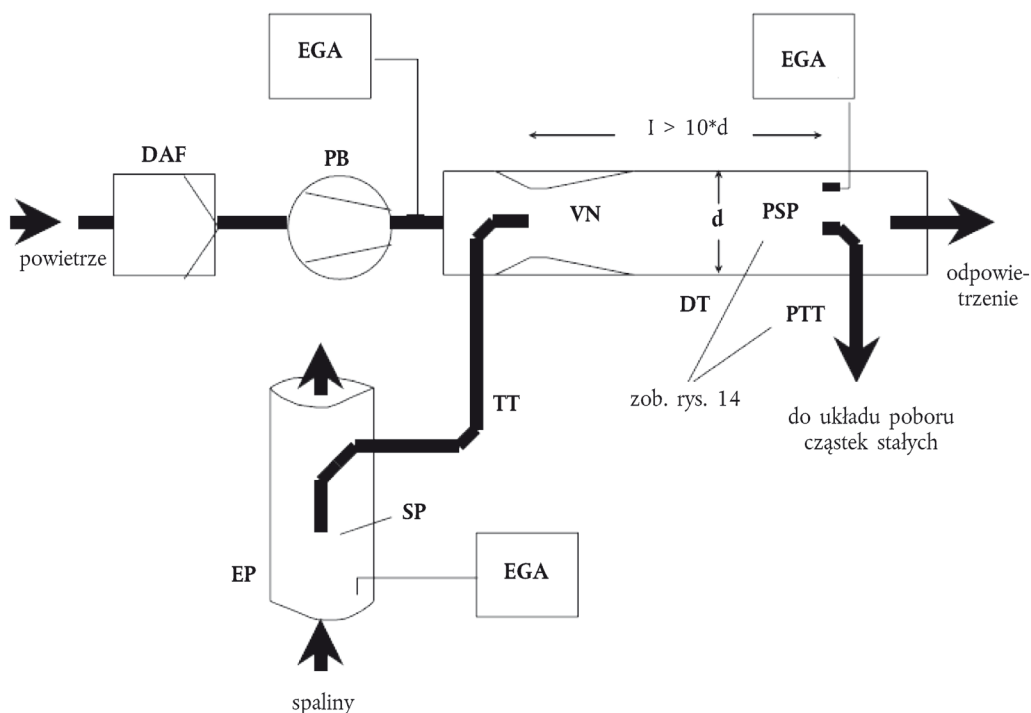 EGA
EGA
l > 10*d
DAF
PB
VN
d
PSP
powietrze
odpowie-
trzenie
DT
PTT
TT
zob. rys. 14
do układu poboru
cząstek stałych
SP
EP
EGA
spaliny